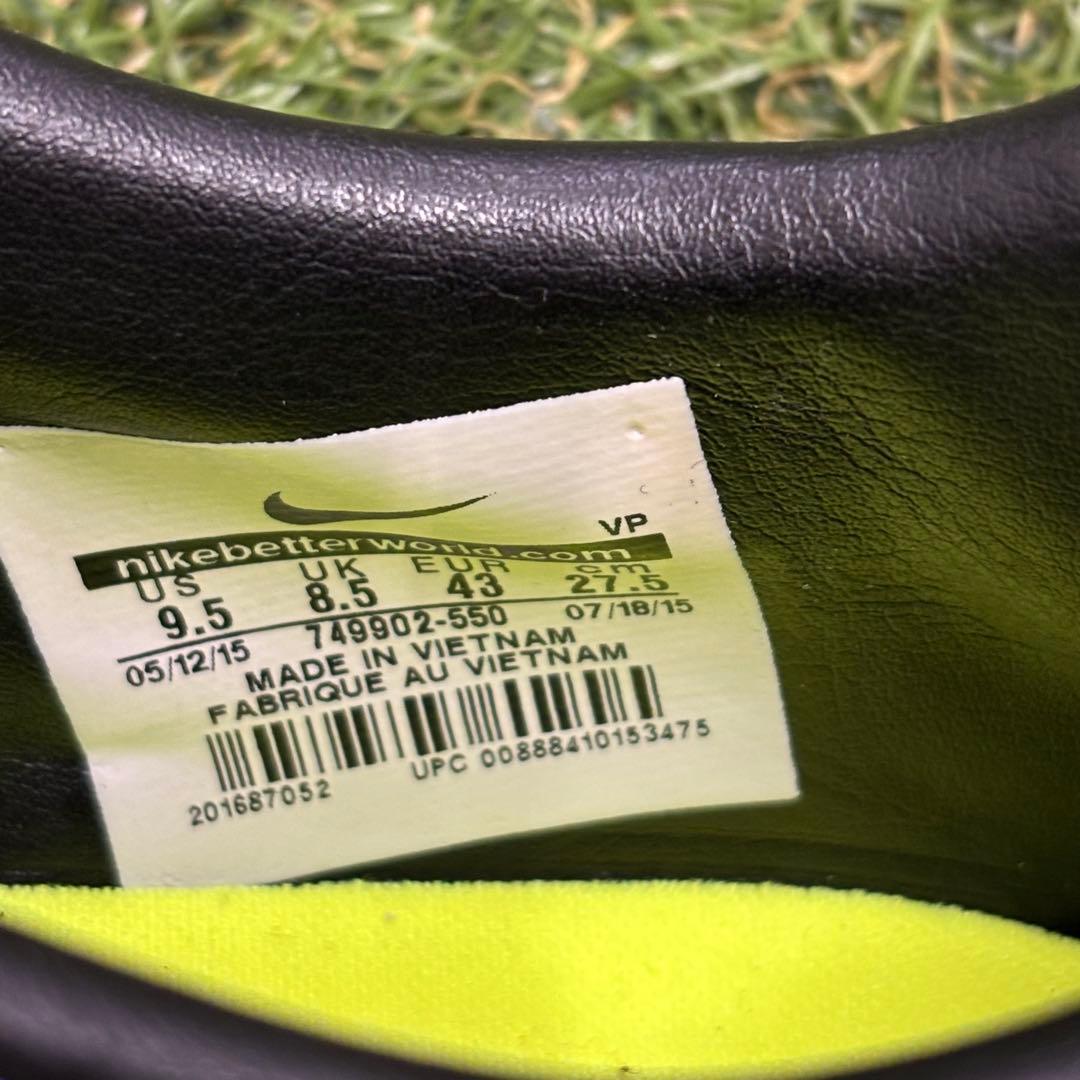 VP
nikebetterworld.com
US UK EUR cm
9.5 8.5 43 27.5
05/12/15 749902-550 07/18/15
MADE IN VIETNAM
FABRIQUE AU VIETNAM
201687052 UPC 00888410153475